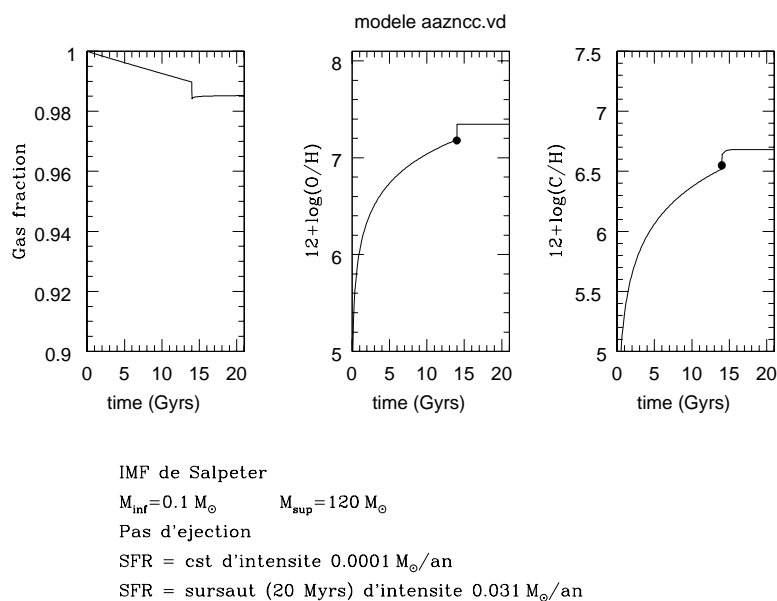 modele aazncc.vd
1
0.98
0.96
0.94
0.92
0.9
Gas fraction
0 5 10 15 20
time (Gyrs)
8
7
6
5
12+log(O/H)
0 5 10 15 20
time (Gyrs)
7.5
7
6.5
6
5.5
5
12+log(C/H)
0 5 10 15 20
time (Gyrs)
IMF de Salpeter
M_inf=0.1 M☉ M_sup=120 M☉
Pas d'ejection
SFR = cst d'intensite 0.0001 M☉/an
SFR = sursaut (20 Myrs) d'intensite 0.031 M☉/an